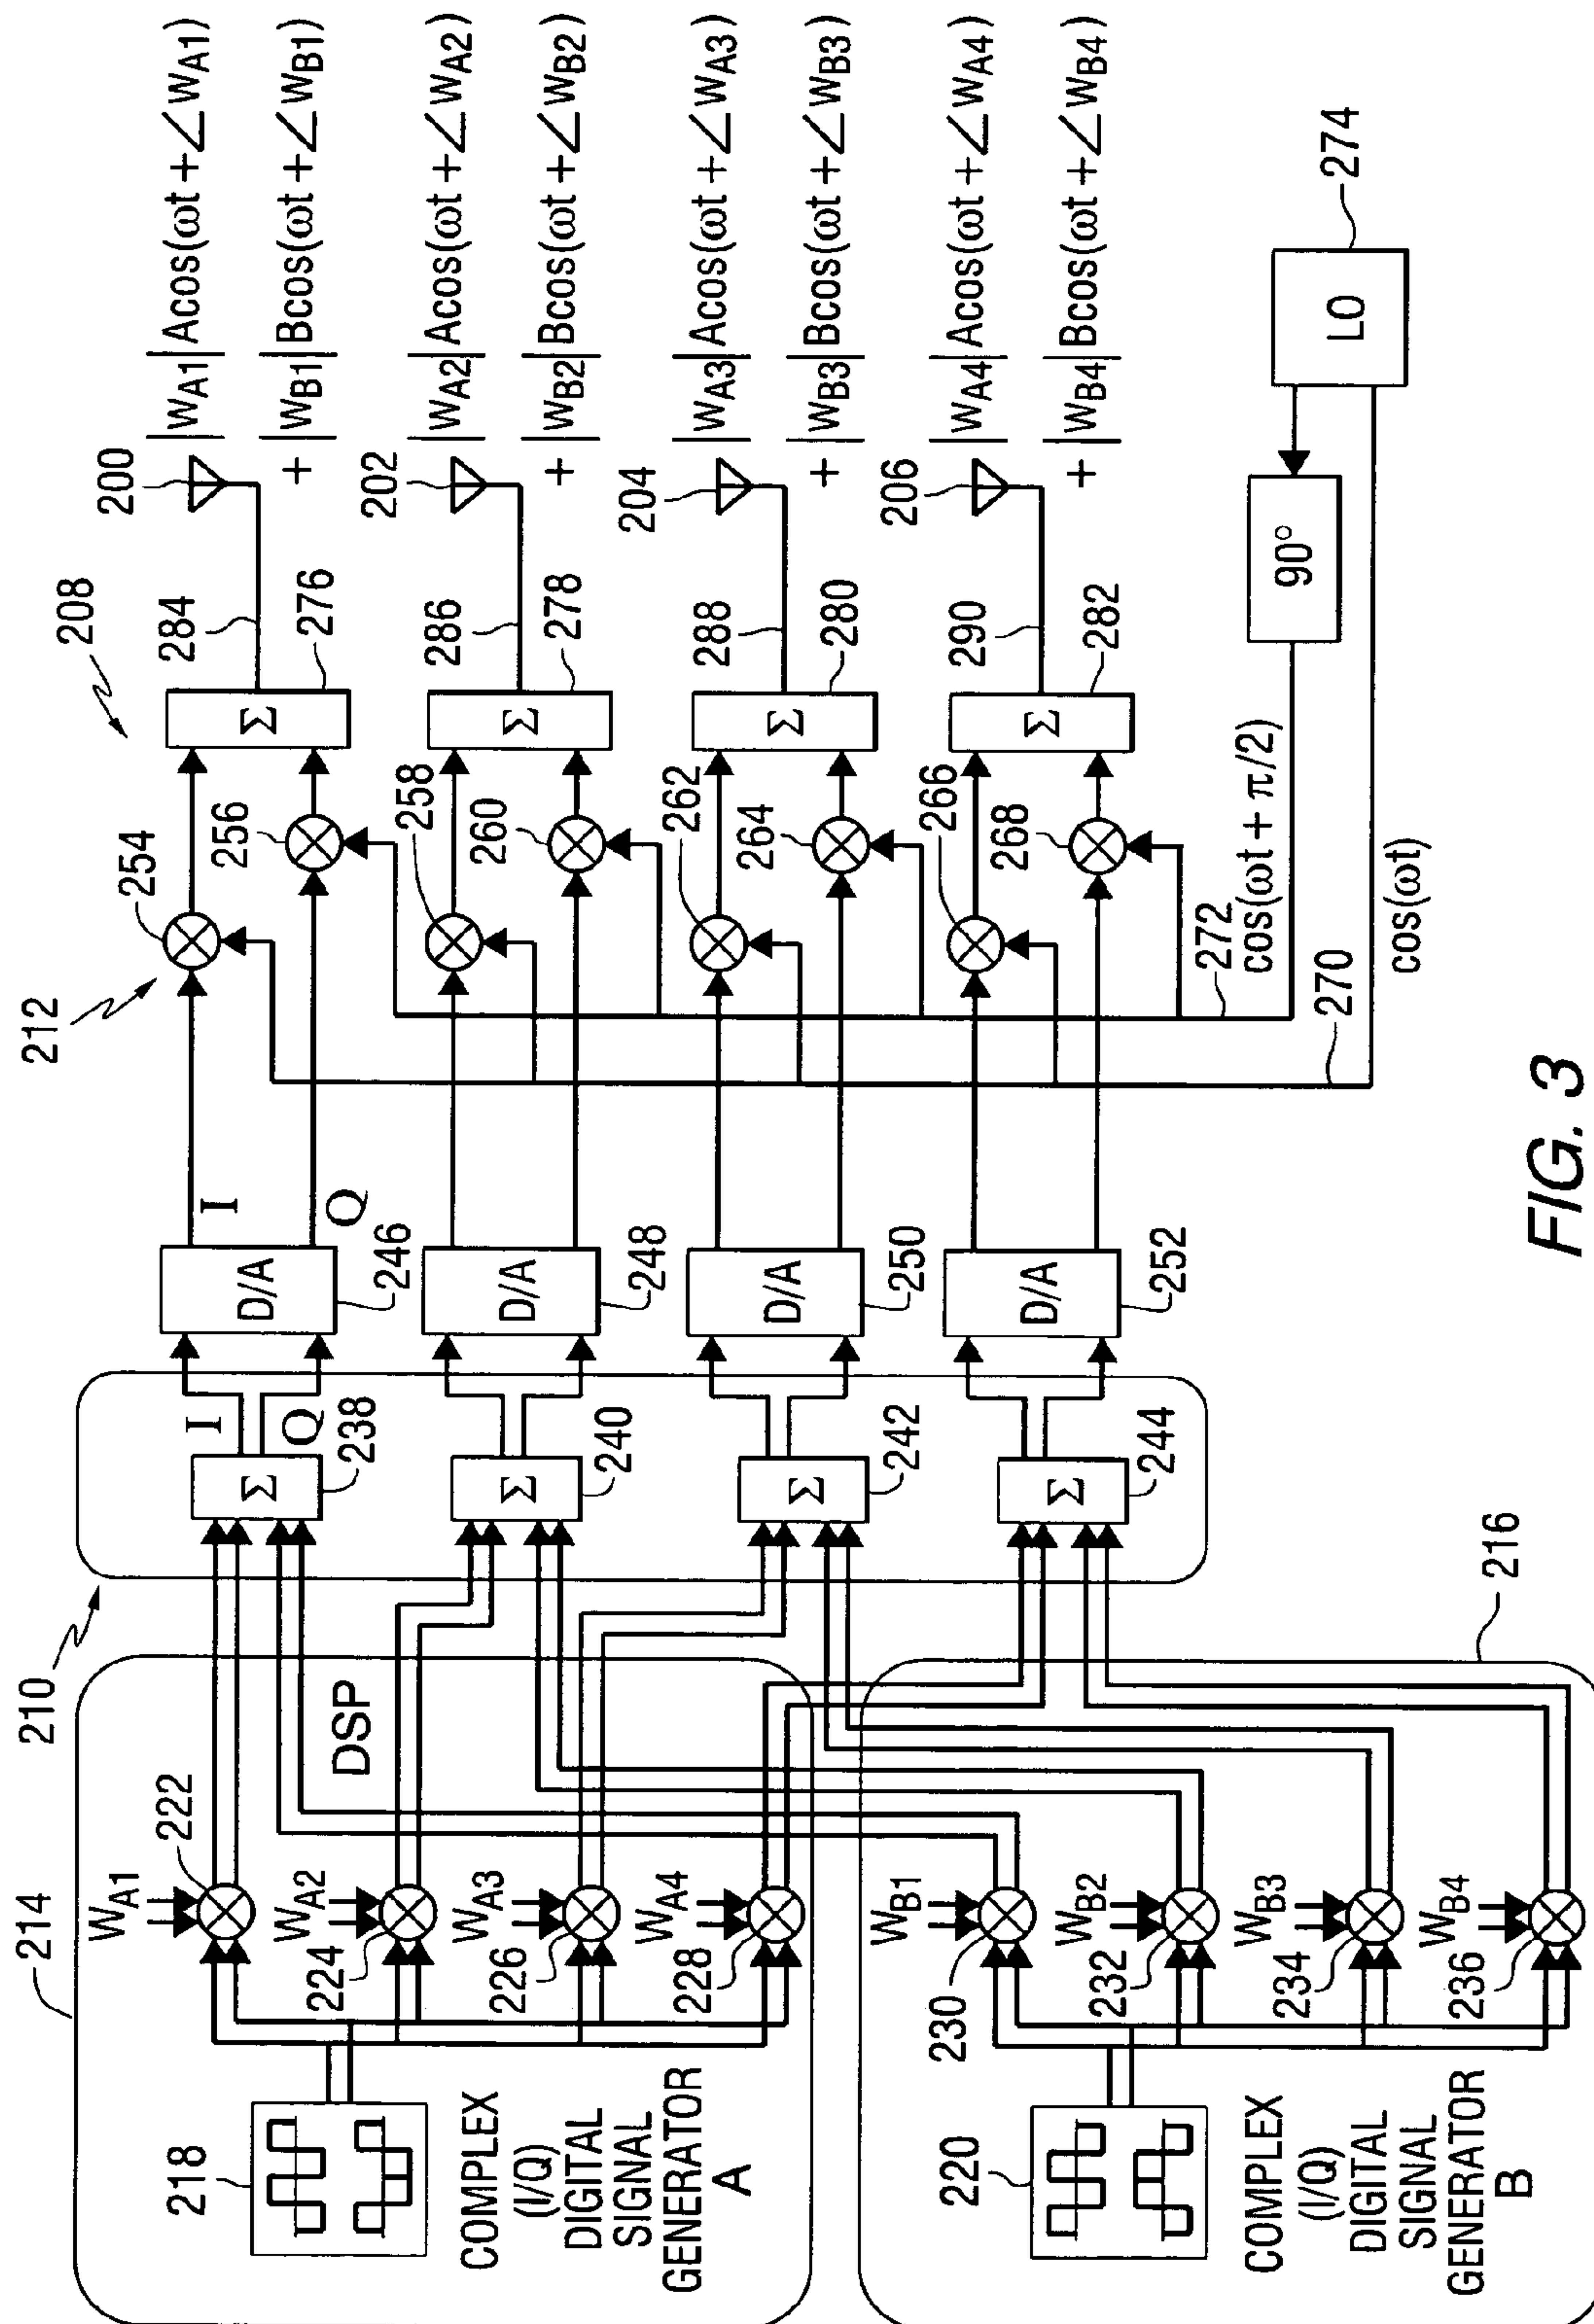 214
210
212
208
W_A1
222
W_A2
224
W_A3
226
W_A4
228
DSP
218
COMPLEX
(I/Q)
DIGITAL
SIGNAL
GENERATOR
A
W_B1
230
W_B2
232
W_B3
234
W_B4
236
216
220
COMPLEX
(I/Q)
DIGITAL
SIGNAL
GENERATOR
B
I
Q
Σ
238
Σ
240
Σ
242
Σ
244
D/A
246
I
Q
D/A
248
D/A
250
D/A
252
254
256
258
260
262
264
266
268
Σ
276
284
200
Σ
278
286
202
Σ
280
288
204
Σ
282
290
206
|W_A1|Acos(ωt+∠W_A1)
+ |W_B1|Bcos(ωt+∠W_B1)
|W_A2|Acos(ωt+∠W_A2)
+ |W_B2|Bcos(ωt+∠W_B2)
|W_A3|Acos(ωt+∠W_A3)
+ |W_B3|Bcos(ωt+∠W_B3)
|W_A4|Acos(ωt+∠W_A4)
+ |W_B4|Bcos(ωt+∠W_B4)
272
cos(ωt + π/2)
90°
LO
274
270
cos(ωt)
FIG. 3